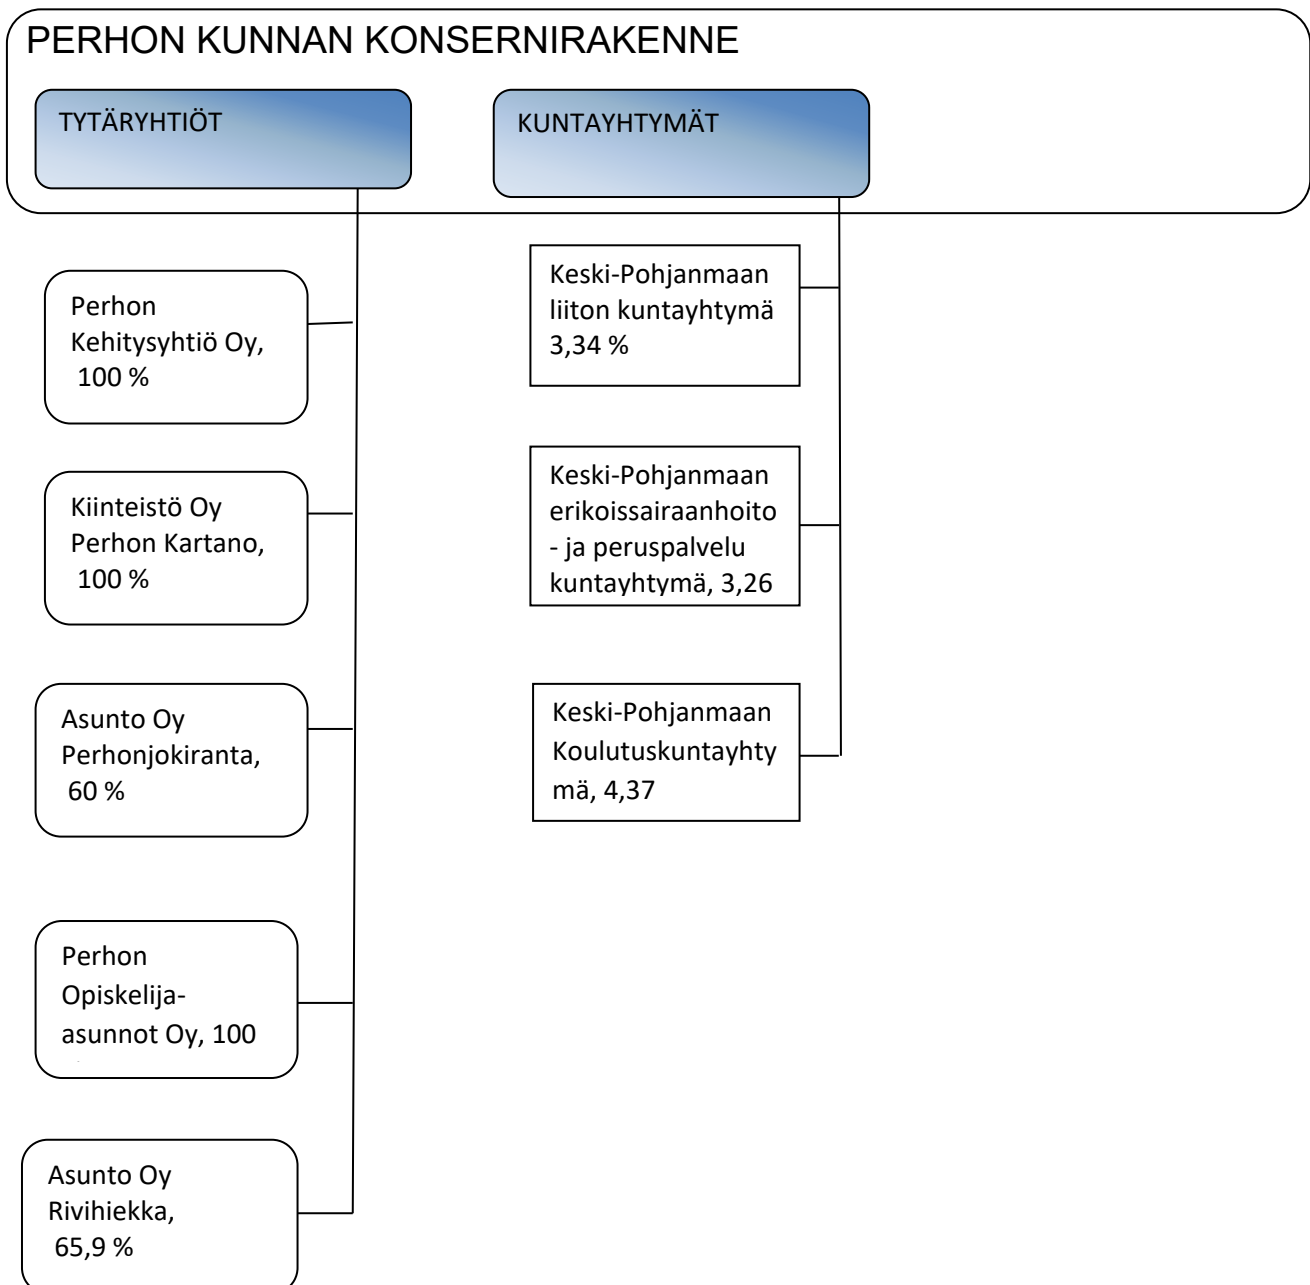 PERHON KUNNAN KONSERNIRAKENNE
TYTÄRYHTIÖT
Perhon
Kehitysyhtiö Oy,
100 %
Kiinteistö Oy
Perhon Kartano,
100 %
Asunto Oy
Perhonjokiranta,
60 %
Perhon
Opiskelija-
asunnot Oy, 100
Asunto Oy
Rivihiekka,
65,9 %
KUNTAYHTYMÄT
Keski-Pohjanmaan
liiton kuntayhtymä
3,34 %
Keski-Pohjanmaan
erikoissairaanhoito
- ja peruspalvelu
kuntayhtymä, 3,26
Keski-Pohjanmaan
Koulutuskuntayhty
mä, 4,37